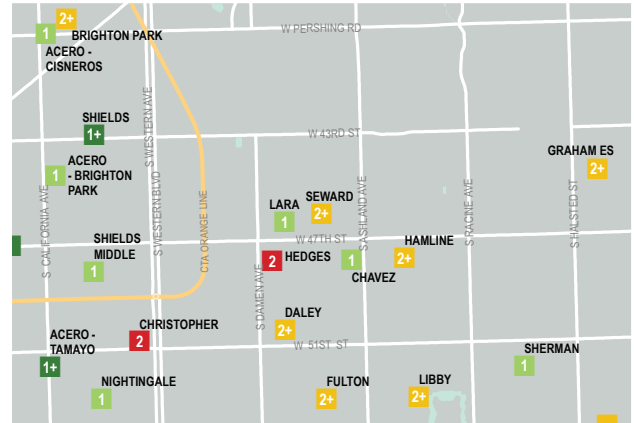 2+
BRIGHTON PARK
1
ACERO -
CISNEROS
W PERSHING RD
SHIELDS
1+
S WESTERN AVE
W 43RD ST
GRAHAM ES
2+
1
ACERO
- BRIGHTON
PARK
S CALIFORNIA AVE
S WESTERN BLVD
CTA ORANGE LINE
LARA
1
SEWARD
2+
S ASHLAND AVE
S RACINE AVE
S HALSTED ST
W 47TH ST
SHIELDS
MIDDLE
1
2
HEDGES
1
CHAVEZ
HAMLINE
2+
S DAMEN AVE
DALEY
2+
CHRISTOPHER
2
ACERO -
TAMAYO
1+
W 51ST ST
SHERMAN
1
NIGHTINGALE
1
FULTON
2+
LIBBY
2+